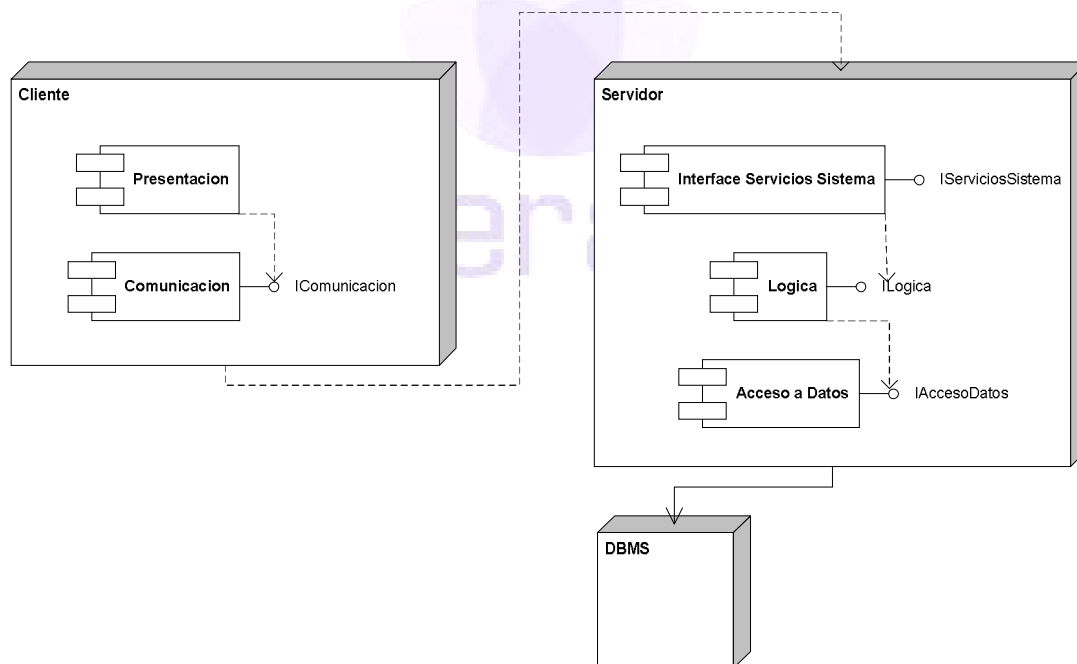 Cliente
Presentacion
Comunicacion
IComunicacion
Servidor
Interface Servicios Sistema
IServiciosSistema
Logica
ILogica
Acceso a Datos
IAccesoDatos
DBMS